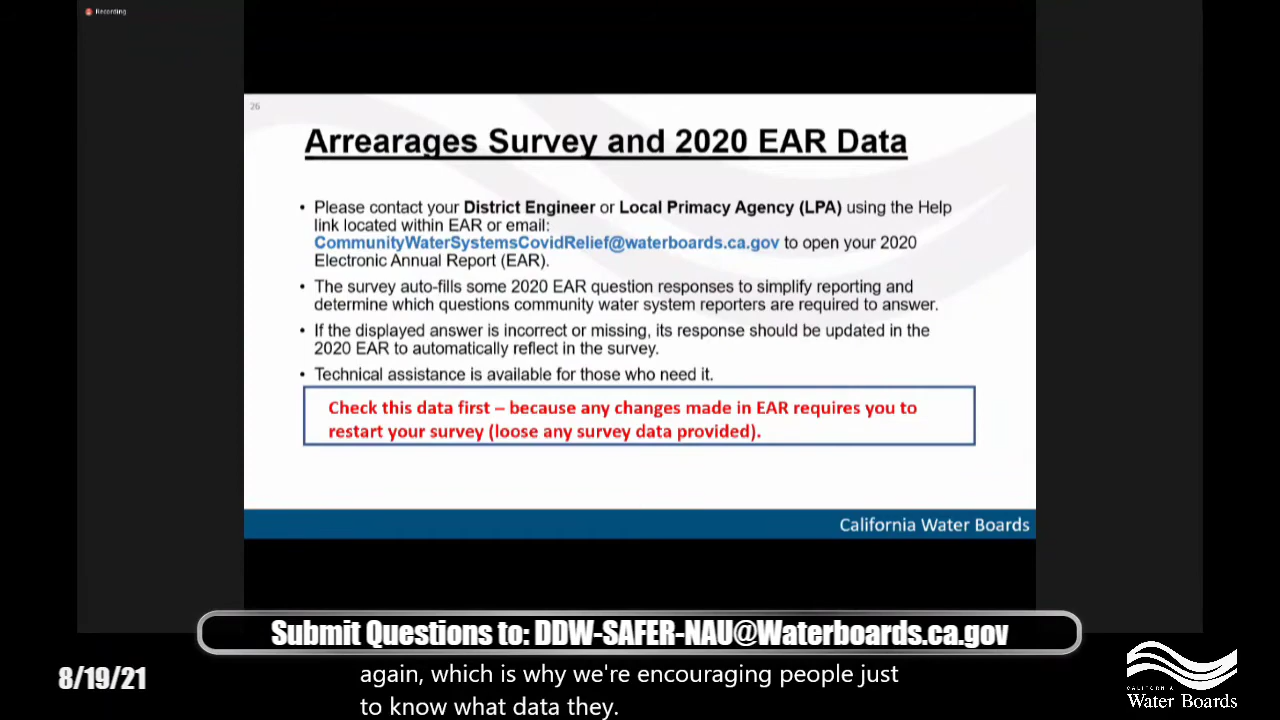 Recording
26
Arrearages Survey and 2020 EAR Data
• Please contact your District Engineer or Local Primacy Agency (LPA) using the Help
link located within EAR or email:
CommunityWaterSystemsCovidRelief@waterboards.ca.gov to open your 2020
Electronic Annual Report (EAR).
• The survey auto-fills some 2020 EAR question responses to simplify reporting and
determine which questions community water system reporters are required to answer.
• If the displayed answer is incorrect or missing, its response should be updated in the
2020 EAR to automatically reflect in the survey.
• Technical assistance is available for those who need it.
Check this data first – because any changes made in EAR requires you to
restart your survey (loose any survey data provided).
California Water Boards
Submit Questions to: DDW-SAFER-NAU@Waterboards.ca.gov
again, which is why we're encouraging people just
to know what data they.
8/19/21
CALIFORNIA
Water Boards